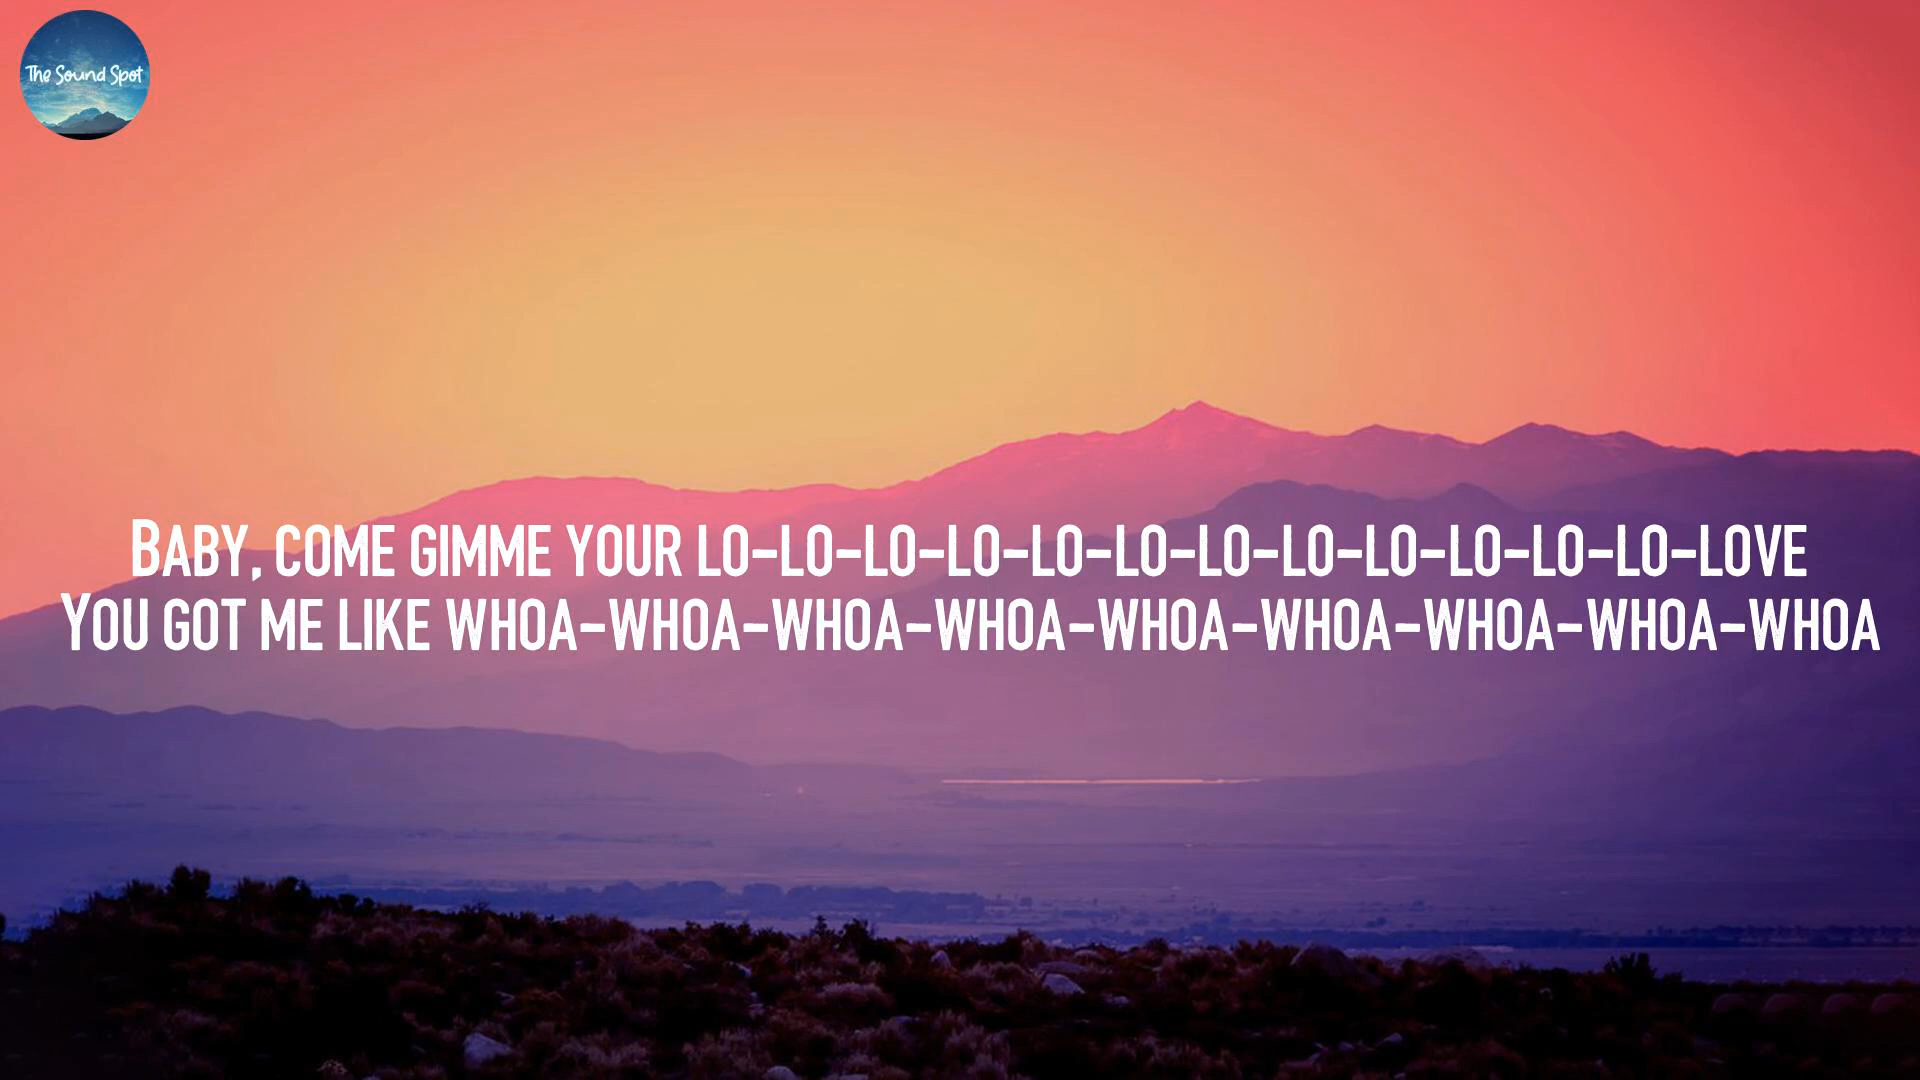 The Sound Spot
Baby, come gimme your lo-lo-lo-lo-lo-lo-lo-lo-lo-lo-lo-lo-love
You got me like whoa-whoa-whoa-whoa-whoa-whoa-whoa-whoa-whoa